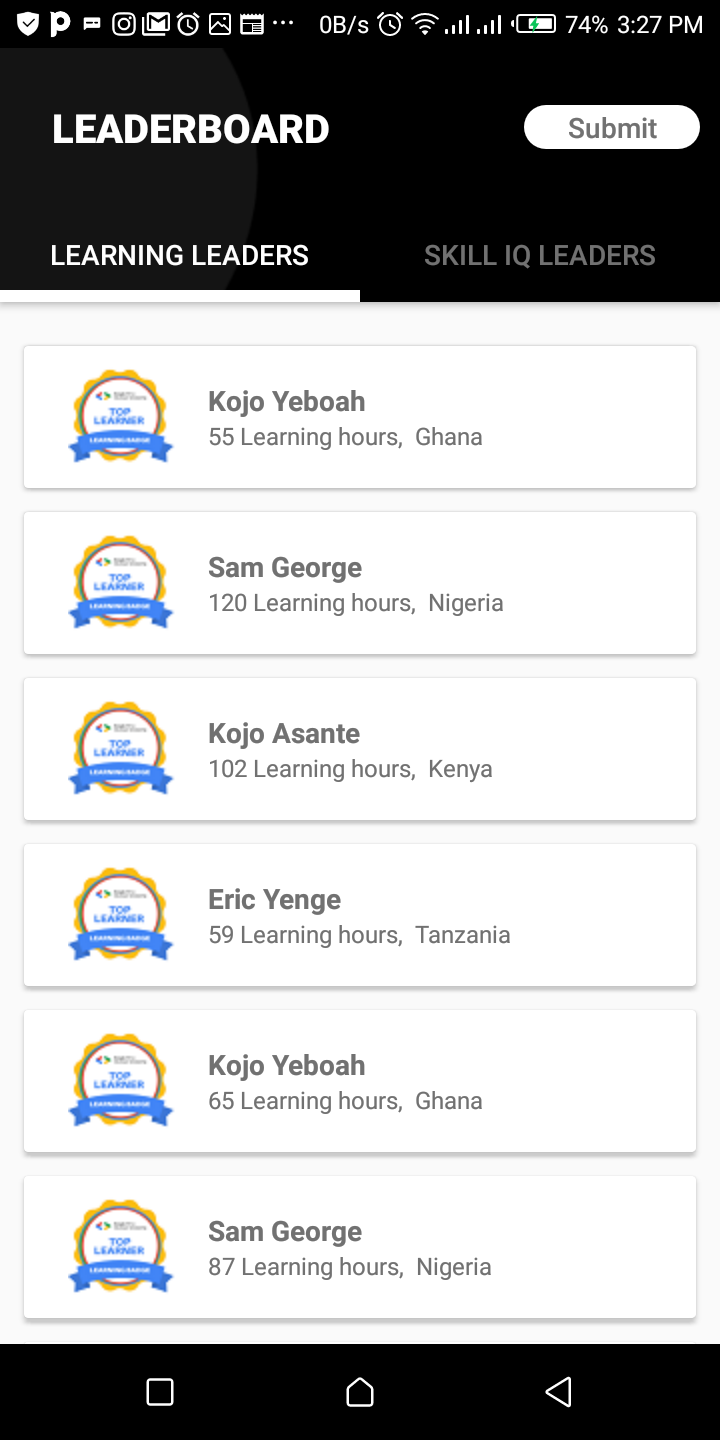 0B/s 74% 3:27 PM
LEADERBOARD
Submit
LEARNING LEADERS
SKILL IQ LEADERS
TOP
LEARNER
LEARNING BADGE
Kojo Yeboah
55 Learning hours, Ghana
TOP
LEARNER
LEARNING BADGE
Sam George
120 Learning hours, Nigeria
TOP
LEARNER
LEARNING BADGE
Kojo Asante
102 Learning hours, Kenya
TOP
LEARNER
LEARNING BADGE
Eric Yenge
59 Learning hours, Tanzania
TOP
LEARNER
LEARNING BADGE
Kojo Yeboah
65 Learning hours, Ghana
TOP
LEARNER
LEARNING BADGE
Sam George
87 Learning hours, Nigeria